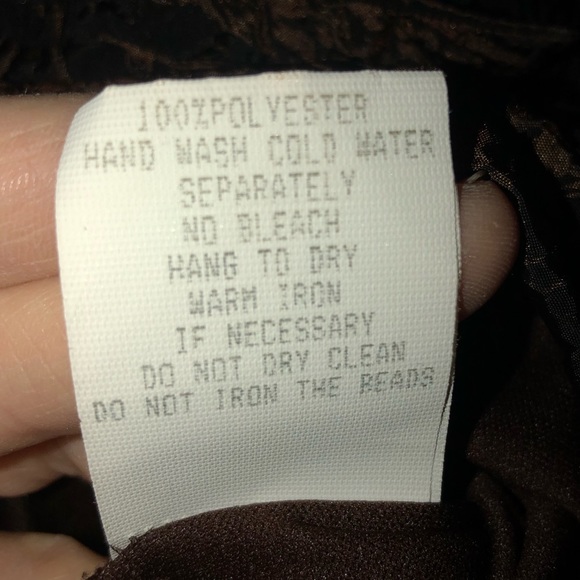 100%POLYESTER
HAND WASH COLD WATER
SEPARATELY
NO BLEACH
HANG TO DRY
WARM IRON
IF NECESSARY
DO NOT DRY CLEAN
DO NOT IRON THE BEADS